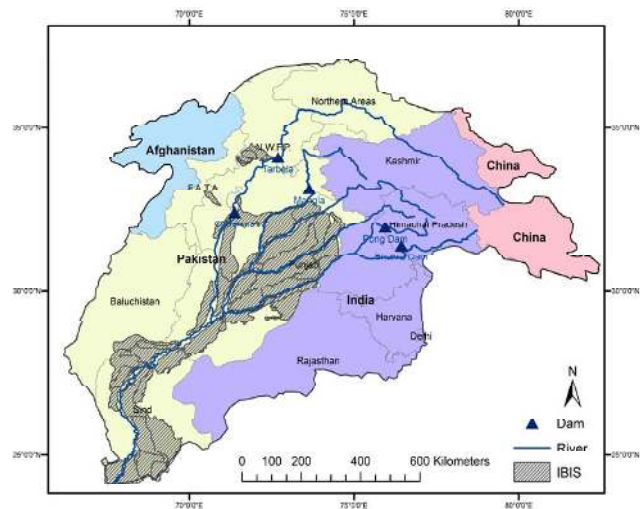 70°0'0"E 75°0'0"E 80°0'0"E
Northern Areas
35°0'0"N 35°0'0"N
Afghanistan
N.W.F.P.
Tarbela
Kashmir
China
F.A.T.A.
Mangla
Himachal Pradesh
Pong Dam
China
Pakistan
Punjab
30°0'0"N 30°0'0"N
Baluchistan
India
Haryana
Delhi
Rajasthan
N
Sind
Dam
River
IBIS
25°0'0"N 25°0'0"N
0 100 200 400 600 Kilometers
70°0'0"E 75°0'0"E 80°0'0"E